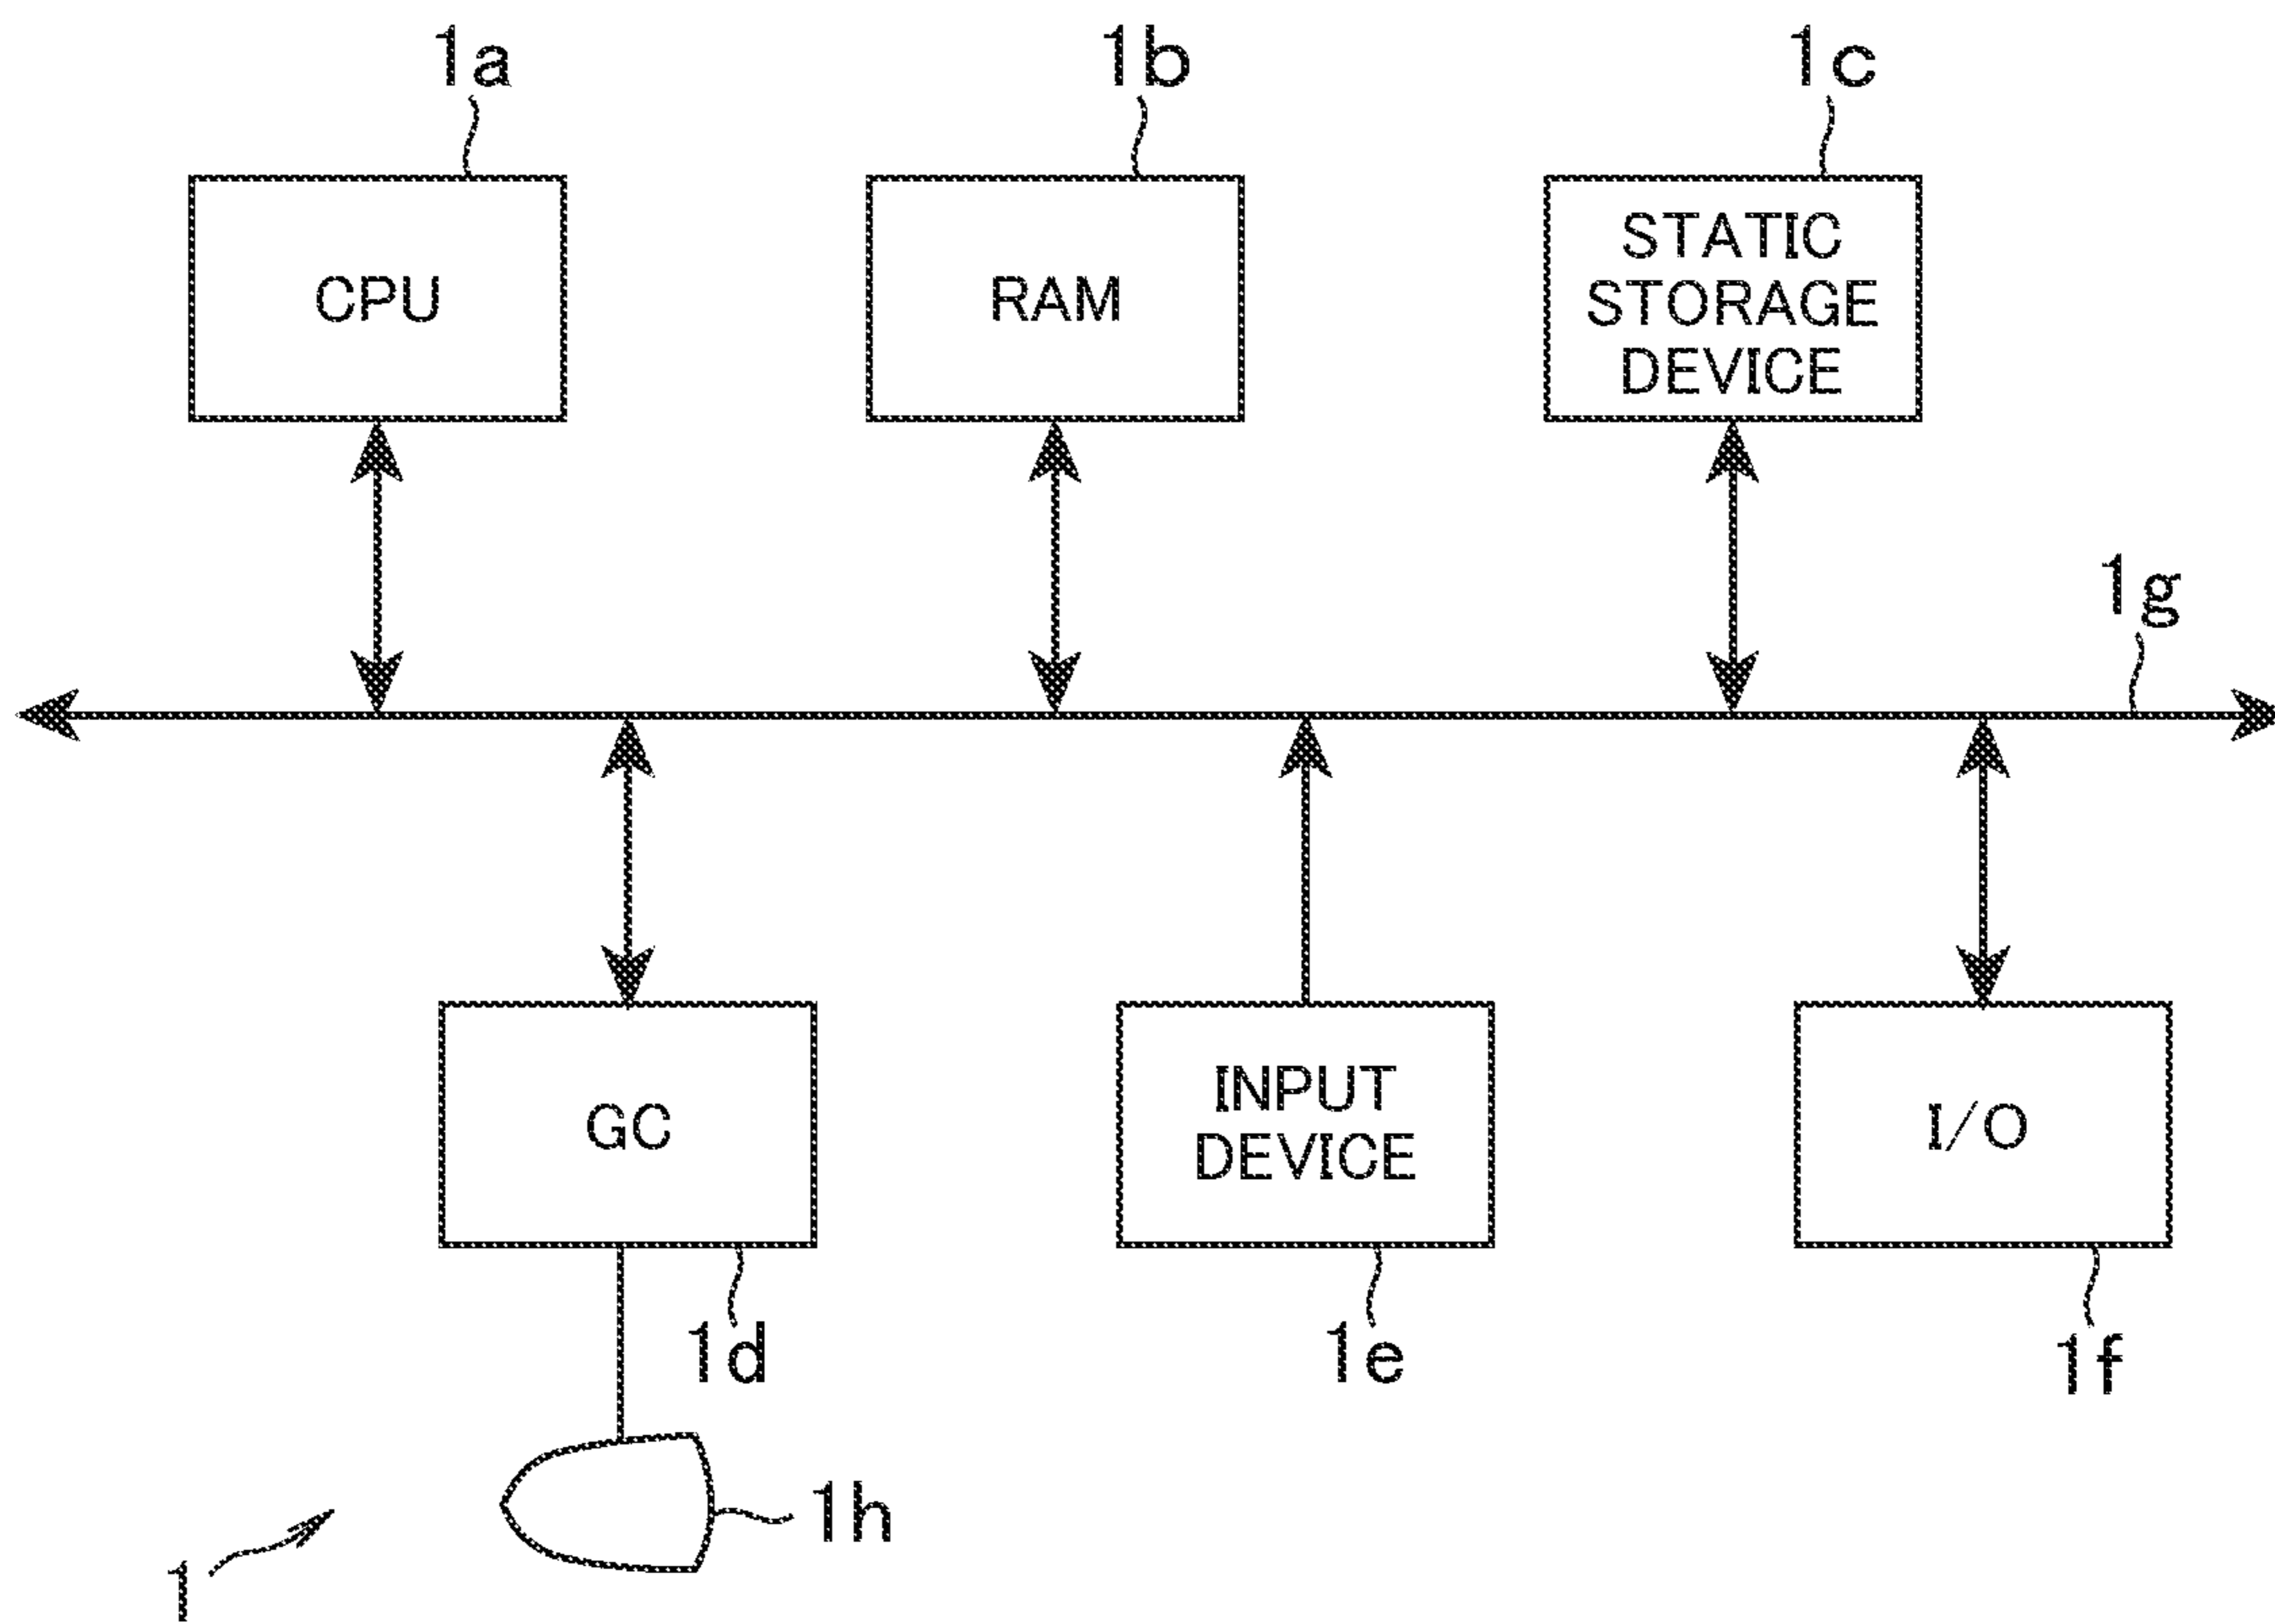 1a
1b
1c
CPU
RAM
STATIC
STORAGE
DEVICE
1g
GC
INPUT
DEVICE
I/O
1d
1e
1f
1h
1